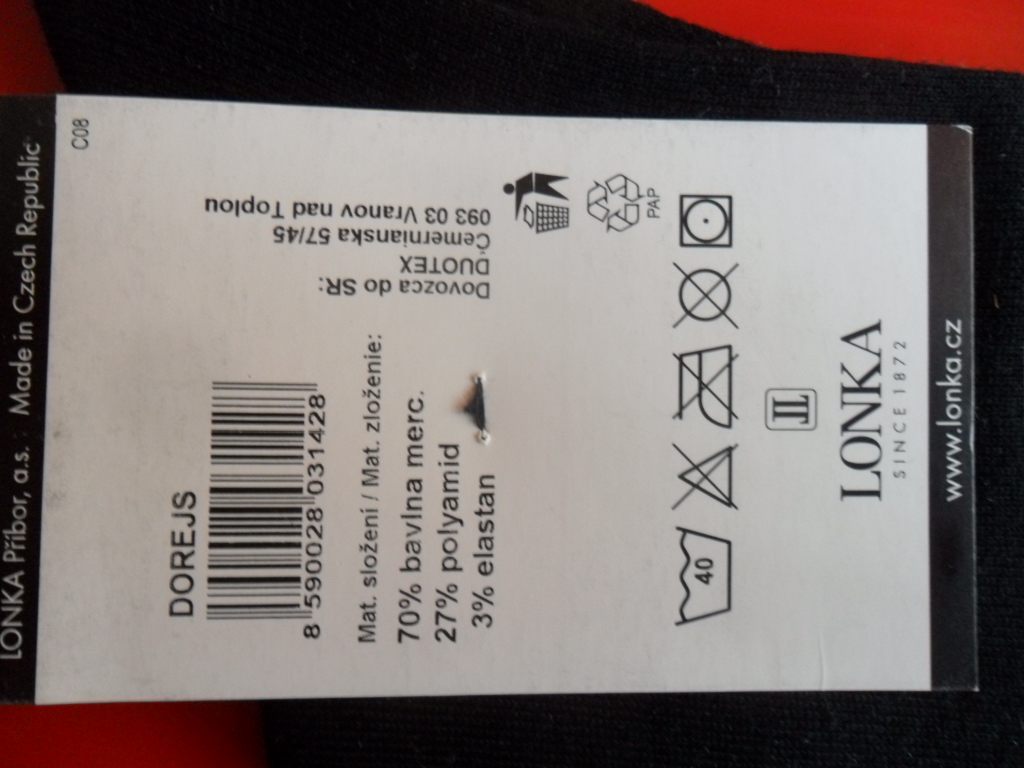 LONKA Příbor, a.s. : Made in Czech Republic
C08
DOREJS
8 590028 031428
Dovozca do SR:
DUOTEX
Čemernianska 57/45
093 03 Vranov nad Toplou
Mat. složení / Mat. zloženie:
70% bavlna merc.
27% polyamid
3% elastan
PAP
40
LONKA
SINCE 1872
www.lonka.cz